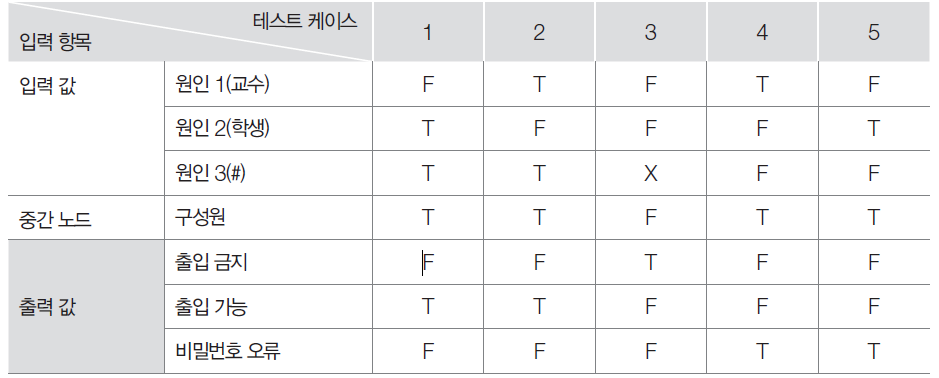 테스트 케이스
입력 항목 1 2 3 4 5
입력 값 원인 1(교수) F T F T F
원인 2(학생) T F F F T
원인 3(#) T T X F F
중간 노드 구성원 T T F T T
출력 값 출입 금지 F F T F F
출입 가능 T T F F F
비밀번호 오류 F F F T T